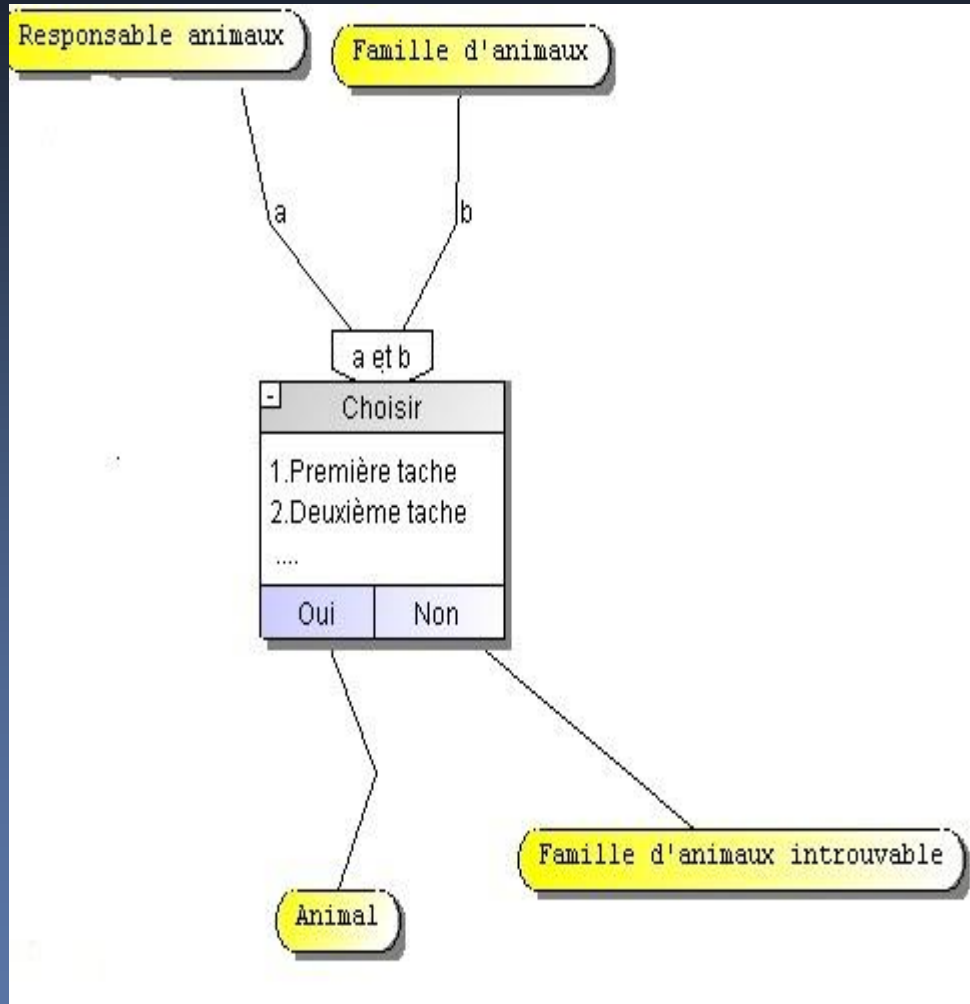 Responsable animaux
Famille d'animaux
a
b
a et b
-
Choisir
1.Première tache
2.Deuxième tache
....
Oui
Non
Famille d'animaux introuvable
Animal